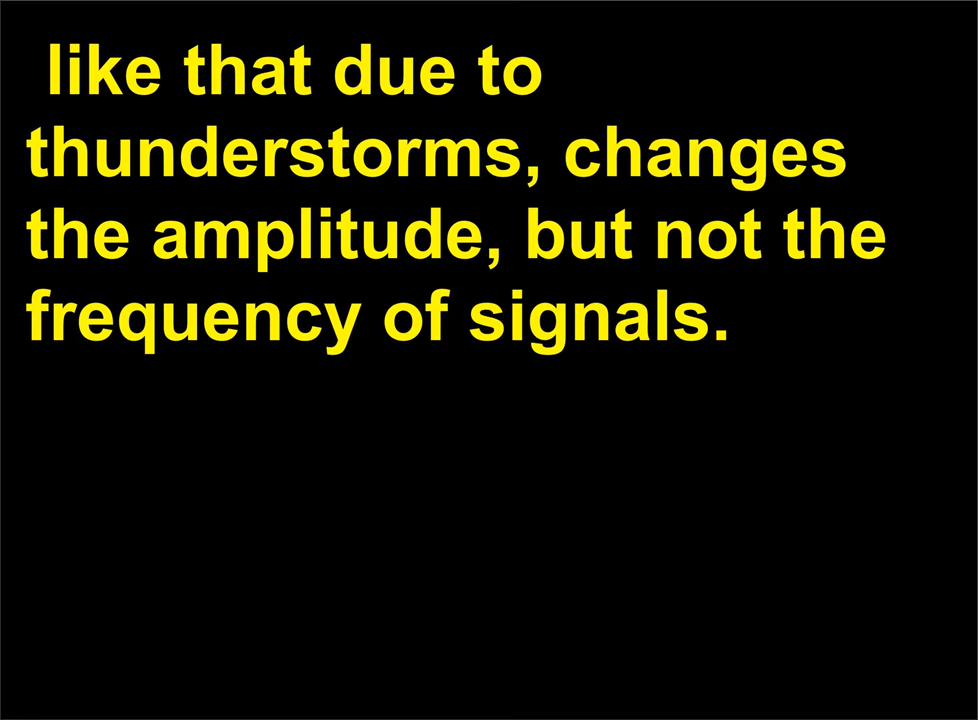 like that due to
thunderstorms, changes
the amplitude, but not the
frequency of signals.